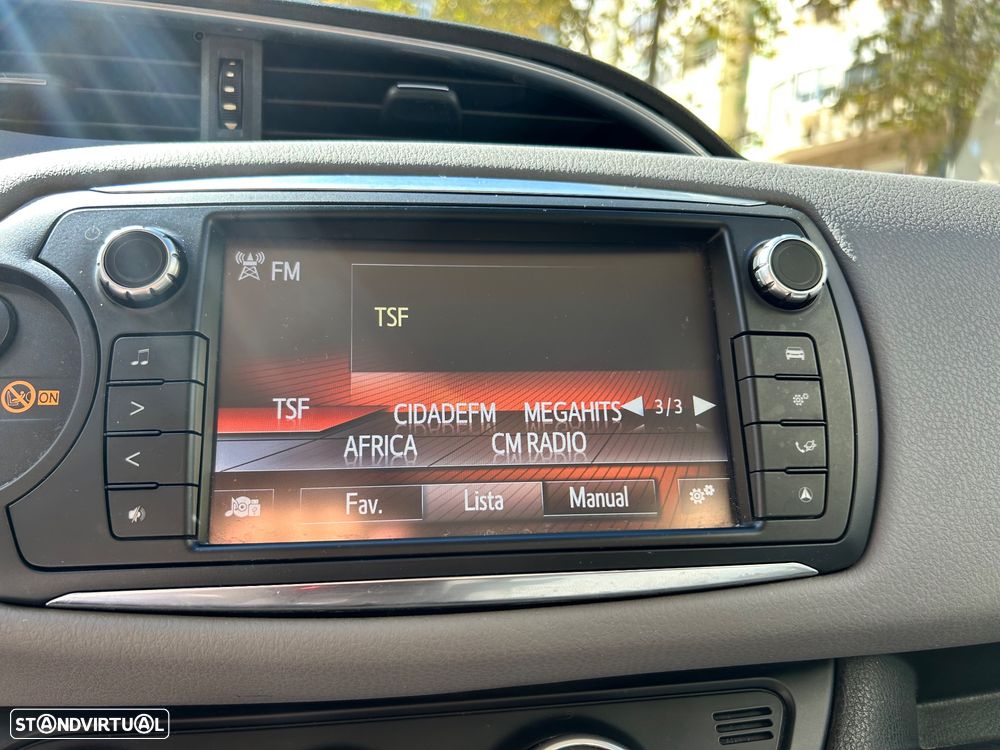 FM
TSF
TSF CIDADEFM MEGAHITS 3/3
AFRICA CM RADIO
Fav. Lista Manual
ON
STANDVIRTUAL